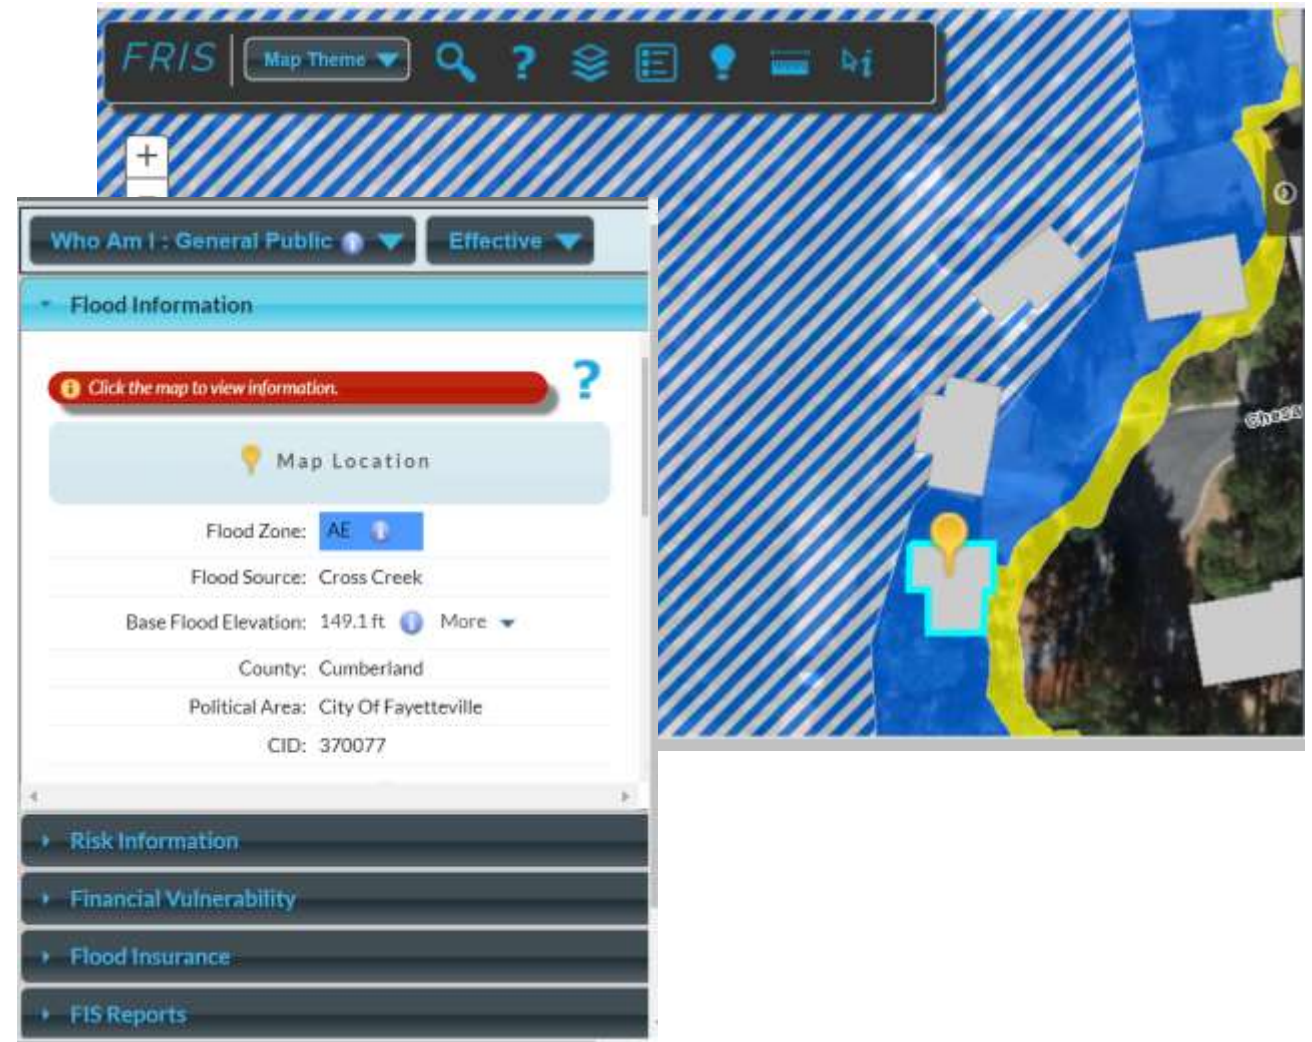 FRIS
Map Theme
?
+
Who Am I : General Public
Effective
Flood Information
Click the map to view information.
?
Map Location
Flood Zone: AE
Flood Source: Cross Creek
Base Flood Elevation: 149.1 ft More
County: Cumberland
Political Area: City Of Fayetteville
CID: 370077
Risk Information
Financial Vulnerability
Flood Insurance
FIS Reports